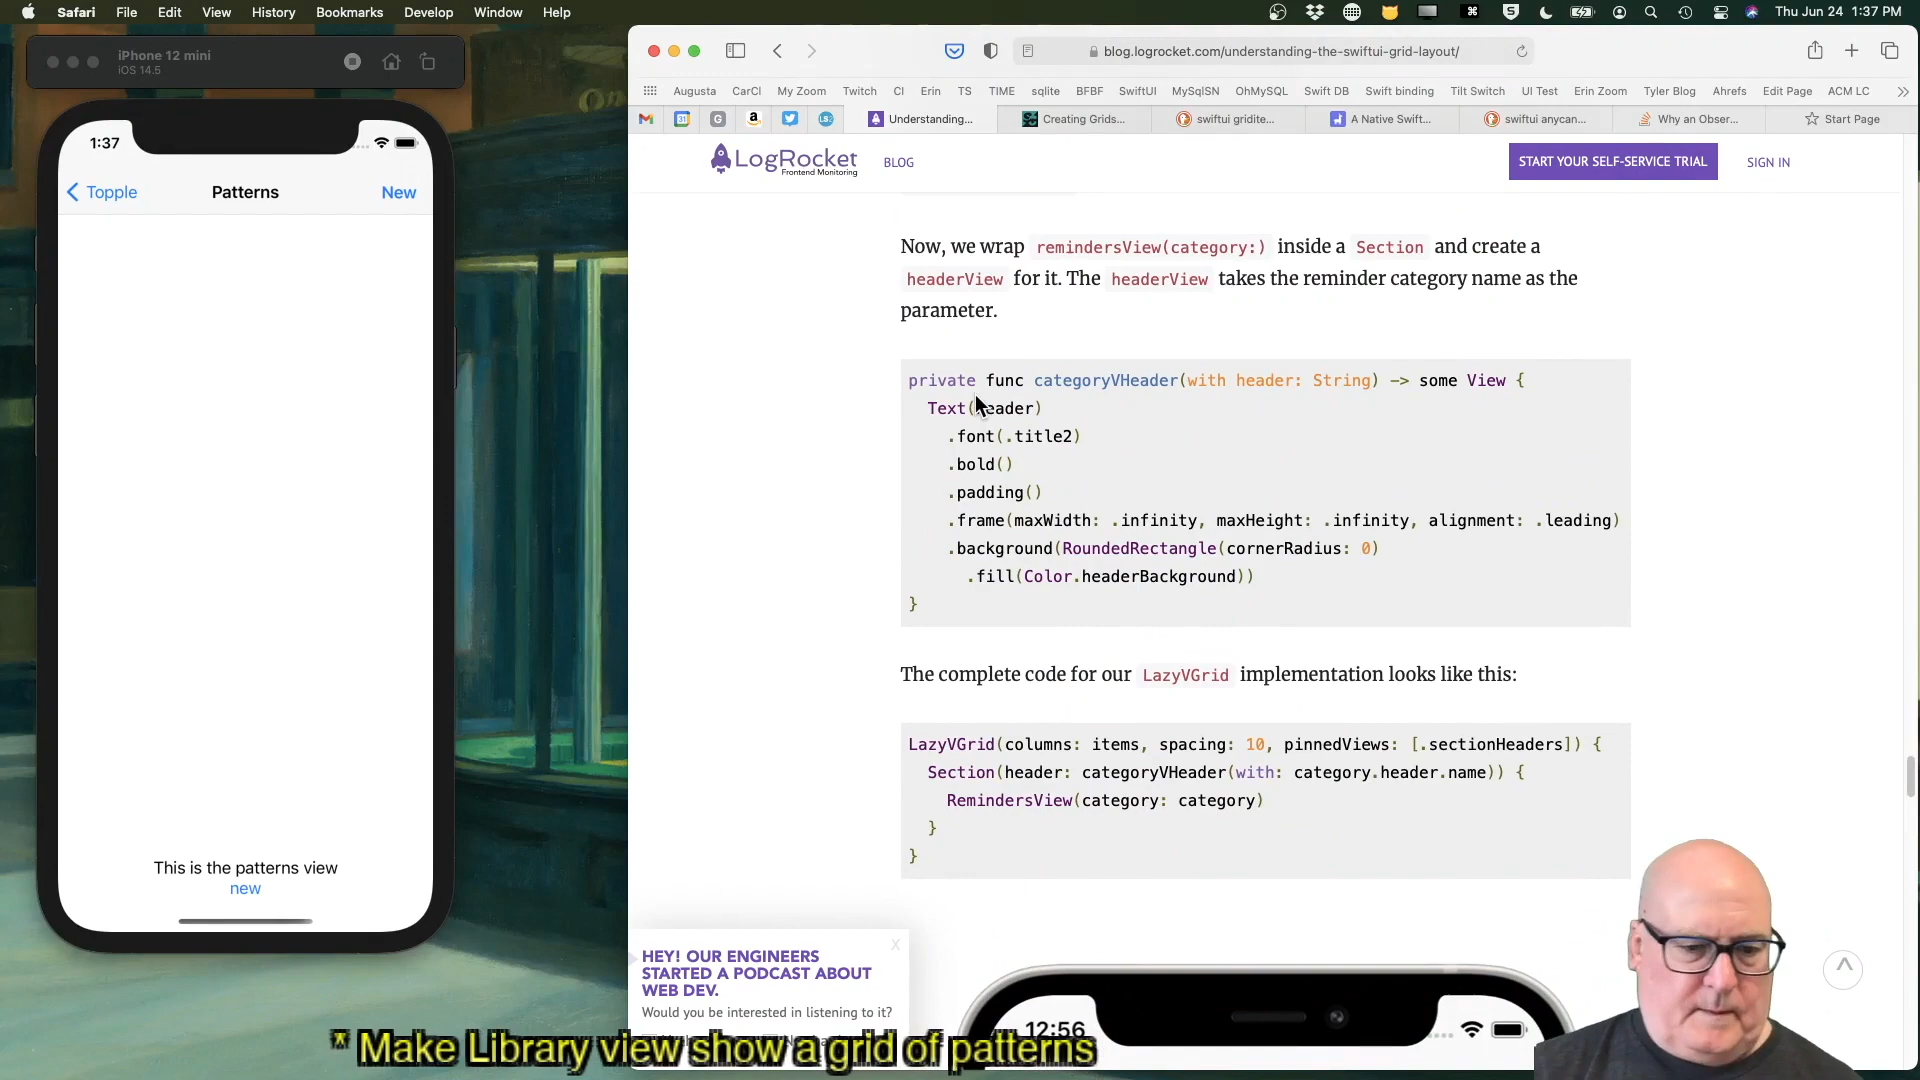 Safari File Edit View History Bookmarks Develop Window Help
Thu Jun 24 1:37 PM
iPhone 12 mini
iOS 14.5
1:37
Topple
Patterns
New
This is the patterns view
new
blog.logrocket.com/understanding-the-swiftui-grid-layout/
Augusta CarCl My Zoom Twitch CI Erin TS TIME sqlite BFBF SwiftUI MySqlSN OhMySQL Swift DB Swift binding Tilt Switch UI Test Erin Zoom Tyler Blog Ahrefs Edit Page ACM LC
Understanding... Creating Grids... swiftui gridite... A Native Swift... swiftui anycan... Why an Obser... Start Page
LogRocket
Frontend Monitoring
BLOG
START YOUR SELF-SERVICE TRIAL
SIGN IN
Now, we wrap remindersView(category:) inside a Section and create a
headerView for it. The headerView takes the reminder category name as the
parameter.
private func categoryVHeader(with header: String) -> some View {
Text(header)
.font(.title2)
.bold()
.padding()
.frame(maxWidth: .infinity, maxHeight: .infinity, alignment: .leading)
.background(RoundedRectangle(cornerRadius: 0)
.fill(Color.headerBackground))
}
The complete code for our LazyVGrid implementation looks like this:
LazyVGrid(columns: items, spacing: 10, pinnedViews: [.sectionHeaders]) {
Section(header: categoryVHeader(with: category.header.name)) {
RemindersView(category: category)
}
}
HEY! OUR ENGINEERS
STARTED A PODCAST ABOUT
WEB DEV.
X
Would you be interested in listening to it?
12:56
* Make Library view show a grid of patterns